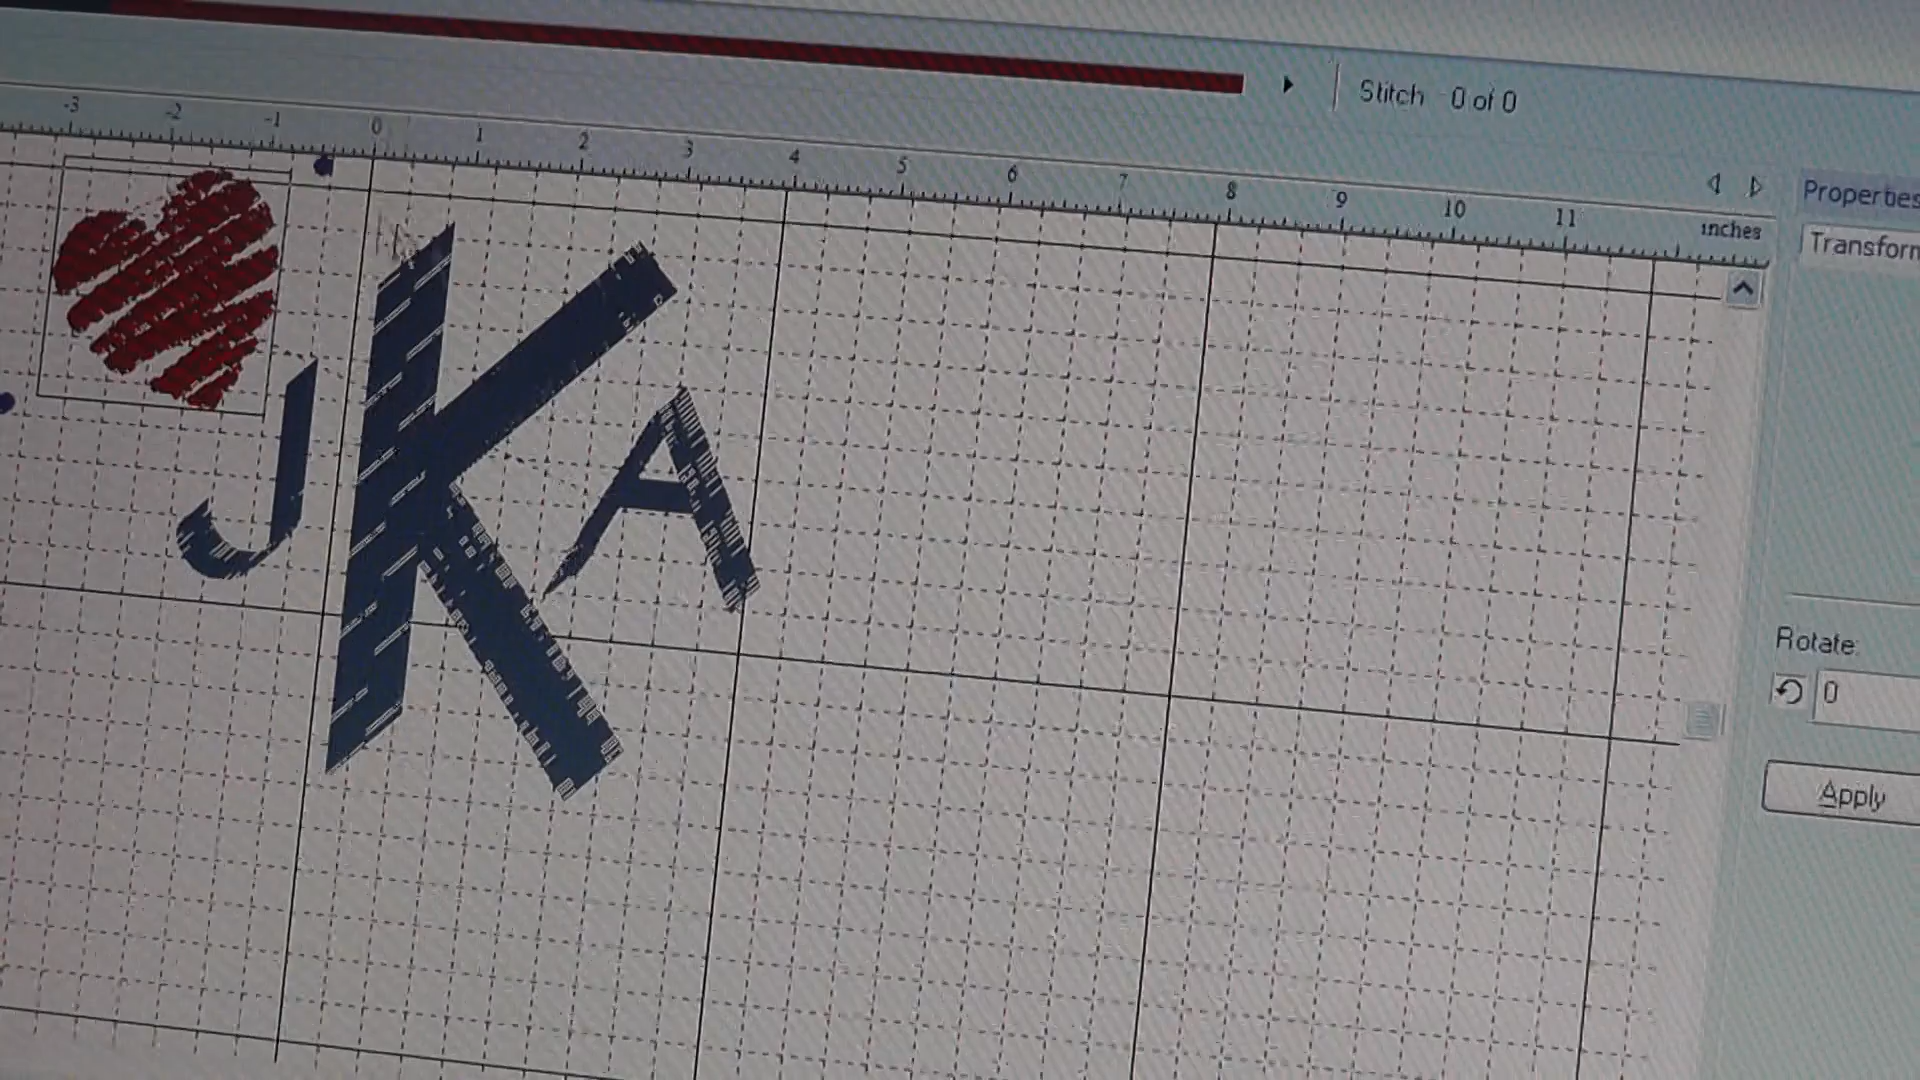 Stitch 0 of 0
-3 -2 -1 0 1 2 3 4 5 6 7 8 9 10 11
inches
Properties
Transform
J K A
Rotate:
0
Apply